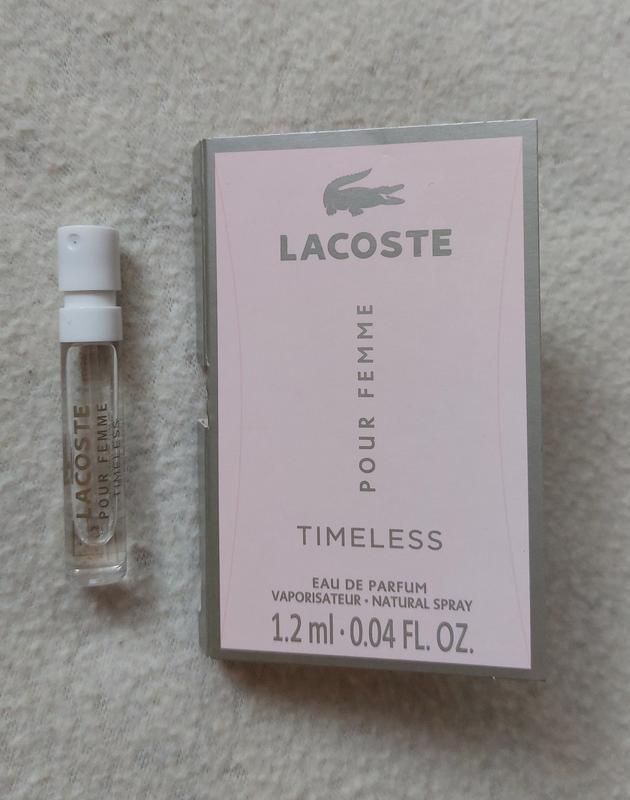 LACOSTE
POUR FEMME
TIMELESS
LACOSTE
POUR FEMME
TIMELESS
EAU DE PARFUM
VAPORISATEUR • NATURAL SPRAY
1.2 ml · 0.04 FL. OZ.